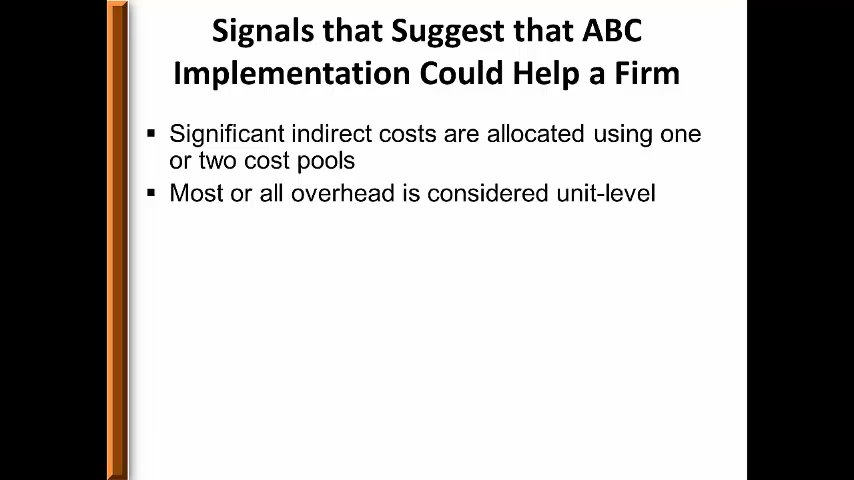 Signals that Suggest that ABC
Implementation Could Help a Firm
▪ Significant indirect costs are allocated using one
or two cost pools
▪ Most or all overhead is considered unit-level